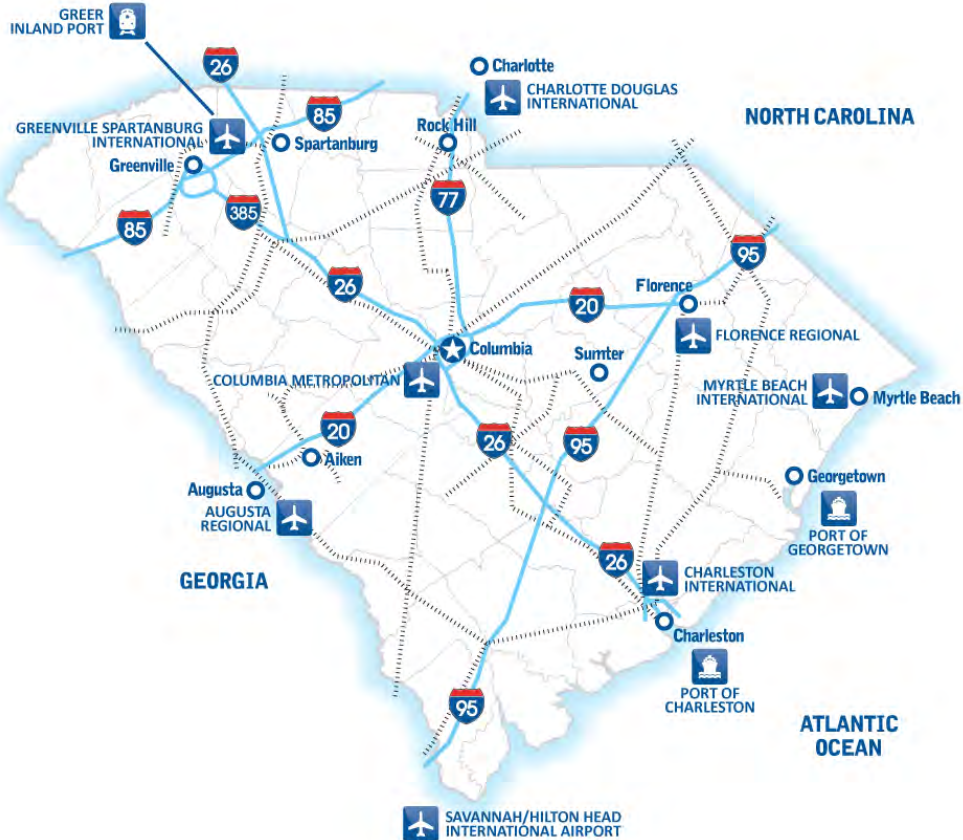 GREER
INLAND PORT
26
Charlotte
CHARLOTTE DOUGLAS
INTERNATIONAL
85
NORTH CAROLINA
GREENVILLE SPARTANBURG
INTERNATIONAL
Spartanburg
Rock Hill
Greenville
77
385
85
95
26
20
Florence
FLORENCE REGIONAL
Columbia
Sumter
COLUMBIA METROPOLITAN
MYRTLE BEACH
INTERNATIONAL
Myrtle Beach
20
26
95
Aiken
Augusta
AUGUSTA
REGIONAL
Georgetown
PORT OF
GEORGETOWN
GEORGIA
26
CHARLESTON
INTERNATIONAL
Charleston
PORT OF
CHARLESTON
95
ATLANTIC
OCEAN
SAVANNAH/HILTON HEAD
INTERNATIONAL AIRPORT